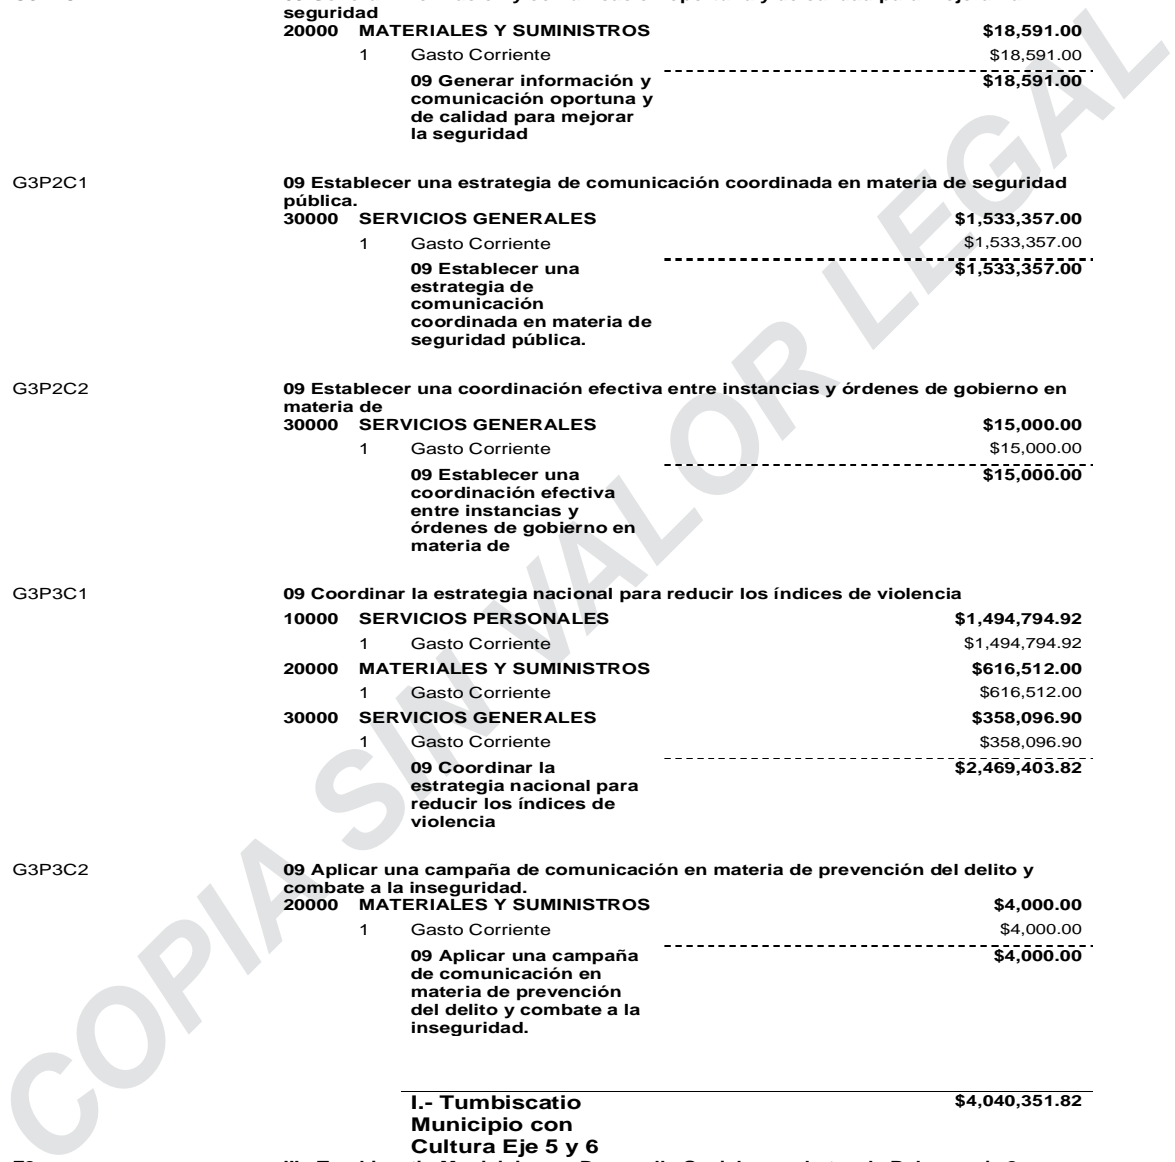 seguridad
20000 MATERIALES Y SUMINISTROS $18,591.00
1 Gasto Corriente $18,591.00
09 Generar información y $18,591.00
comunicación oportuna y
de calidad para mejorar
la seguridad
G3P2C1 09 Establecer una estrategia de comunicación coordinada en materia de seguridad
pública.
30000 SERVICIOS GENERALES $1,533,357.00
1 Gasto Corriente $1,533,357.00
09 Establecer una $1,533,357.00
estrategia de
comunicación
coordinada en materia de
seguridad pública.
G3P2C2 09 Establecer una coordinación efectiva entre instancias y órdenes de gobierno en
materia de
30000 SERVICIOS GENERALES $15,000.00
1 Gasto Corriente $15,000.00
09 Establecer una $15,000.00
coordinación efectiva
entre instancias y
órdenes de gobierno en
materia de
G3P3C1 09 Coordinar la estrategia nacional para reducir los índices de violencia
10000 SERVICIOS PERSONALES $1,494,794.92
1 Gasto Corriente $1,494,794.92
20000 MATERIALES Y SUMINISTROS $616,512.00
1 Gasto Corriente $616,512.00
30000 SERVICIOS GENERALES $358,096.90
1 Gasto Corriente $358,096.90
09 Coordinar la $2,469,403.82
estrategia nacional para
reducir los índices de
violencia
G3P3C2 09 Aplicar una campaña de comunicación en materia de prevención del delito y
combate a la inseguridad.
20000 MATERIALES Y SUMINISTROS $4,000.00
1 Gasto Corriente $4,000.00
09 Aplicar una campaña $4,000.00
de comunicación en
materia de prevención
del delito y combate a la
inseguridad.
I.- Tumbiscatio $4,040,351.82
Municipio con
Cultura Eje 5 y 6
COPIA SIN VALOR LEGAL